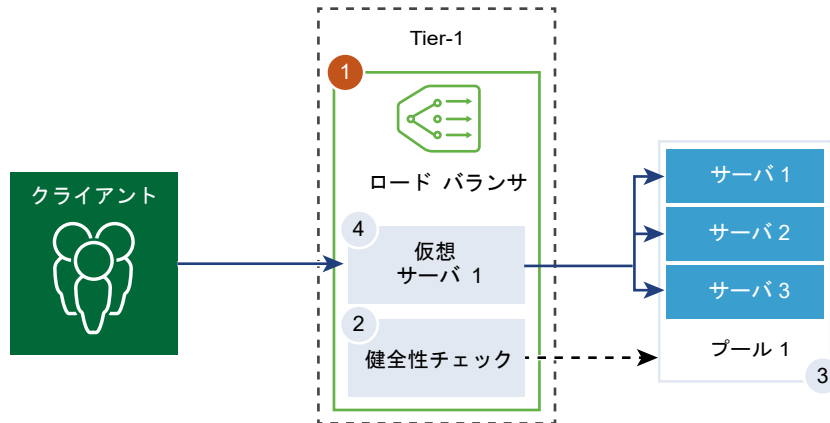 Tier-1
1
ロード バランサ
クライアント
4
仮想
サーバ 1
2
健全性チェック
サーバ 1
サーバ 2
サーバ 3
プール 1
3